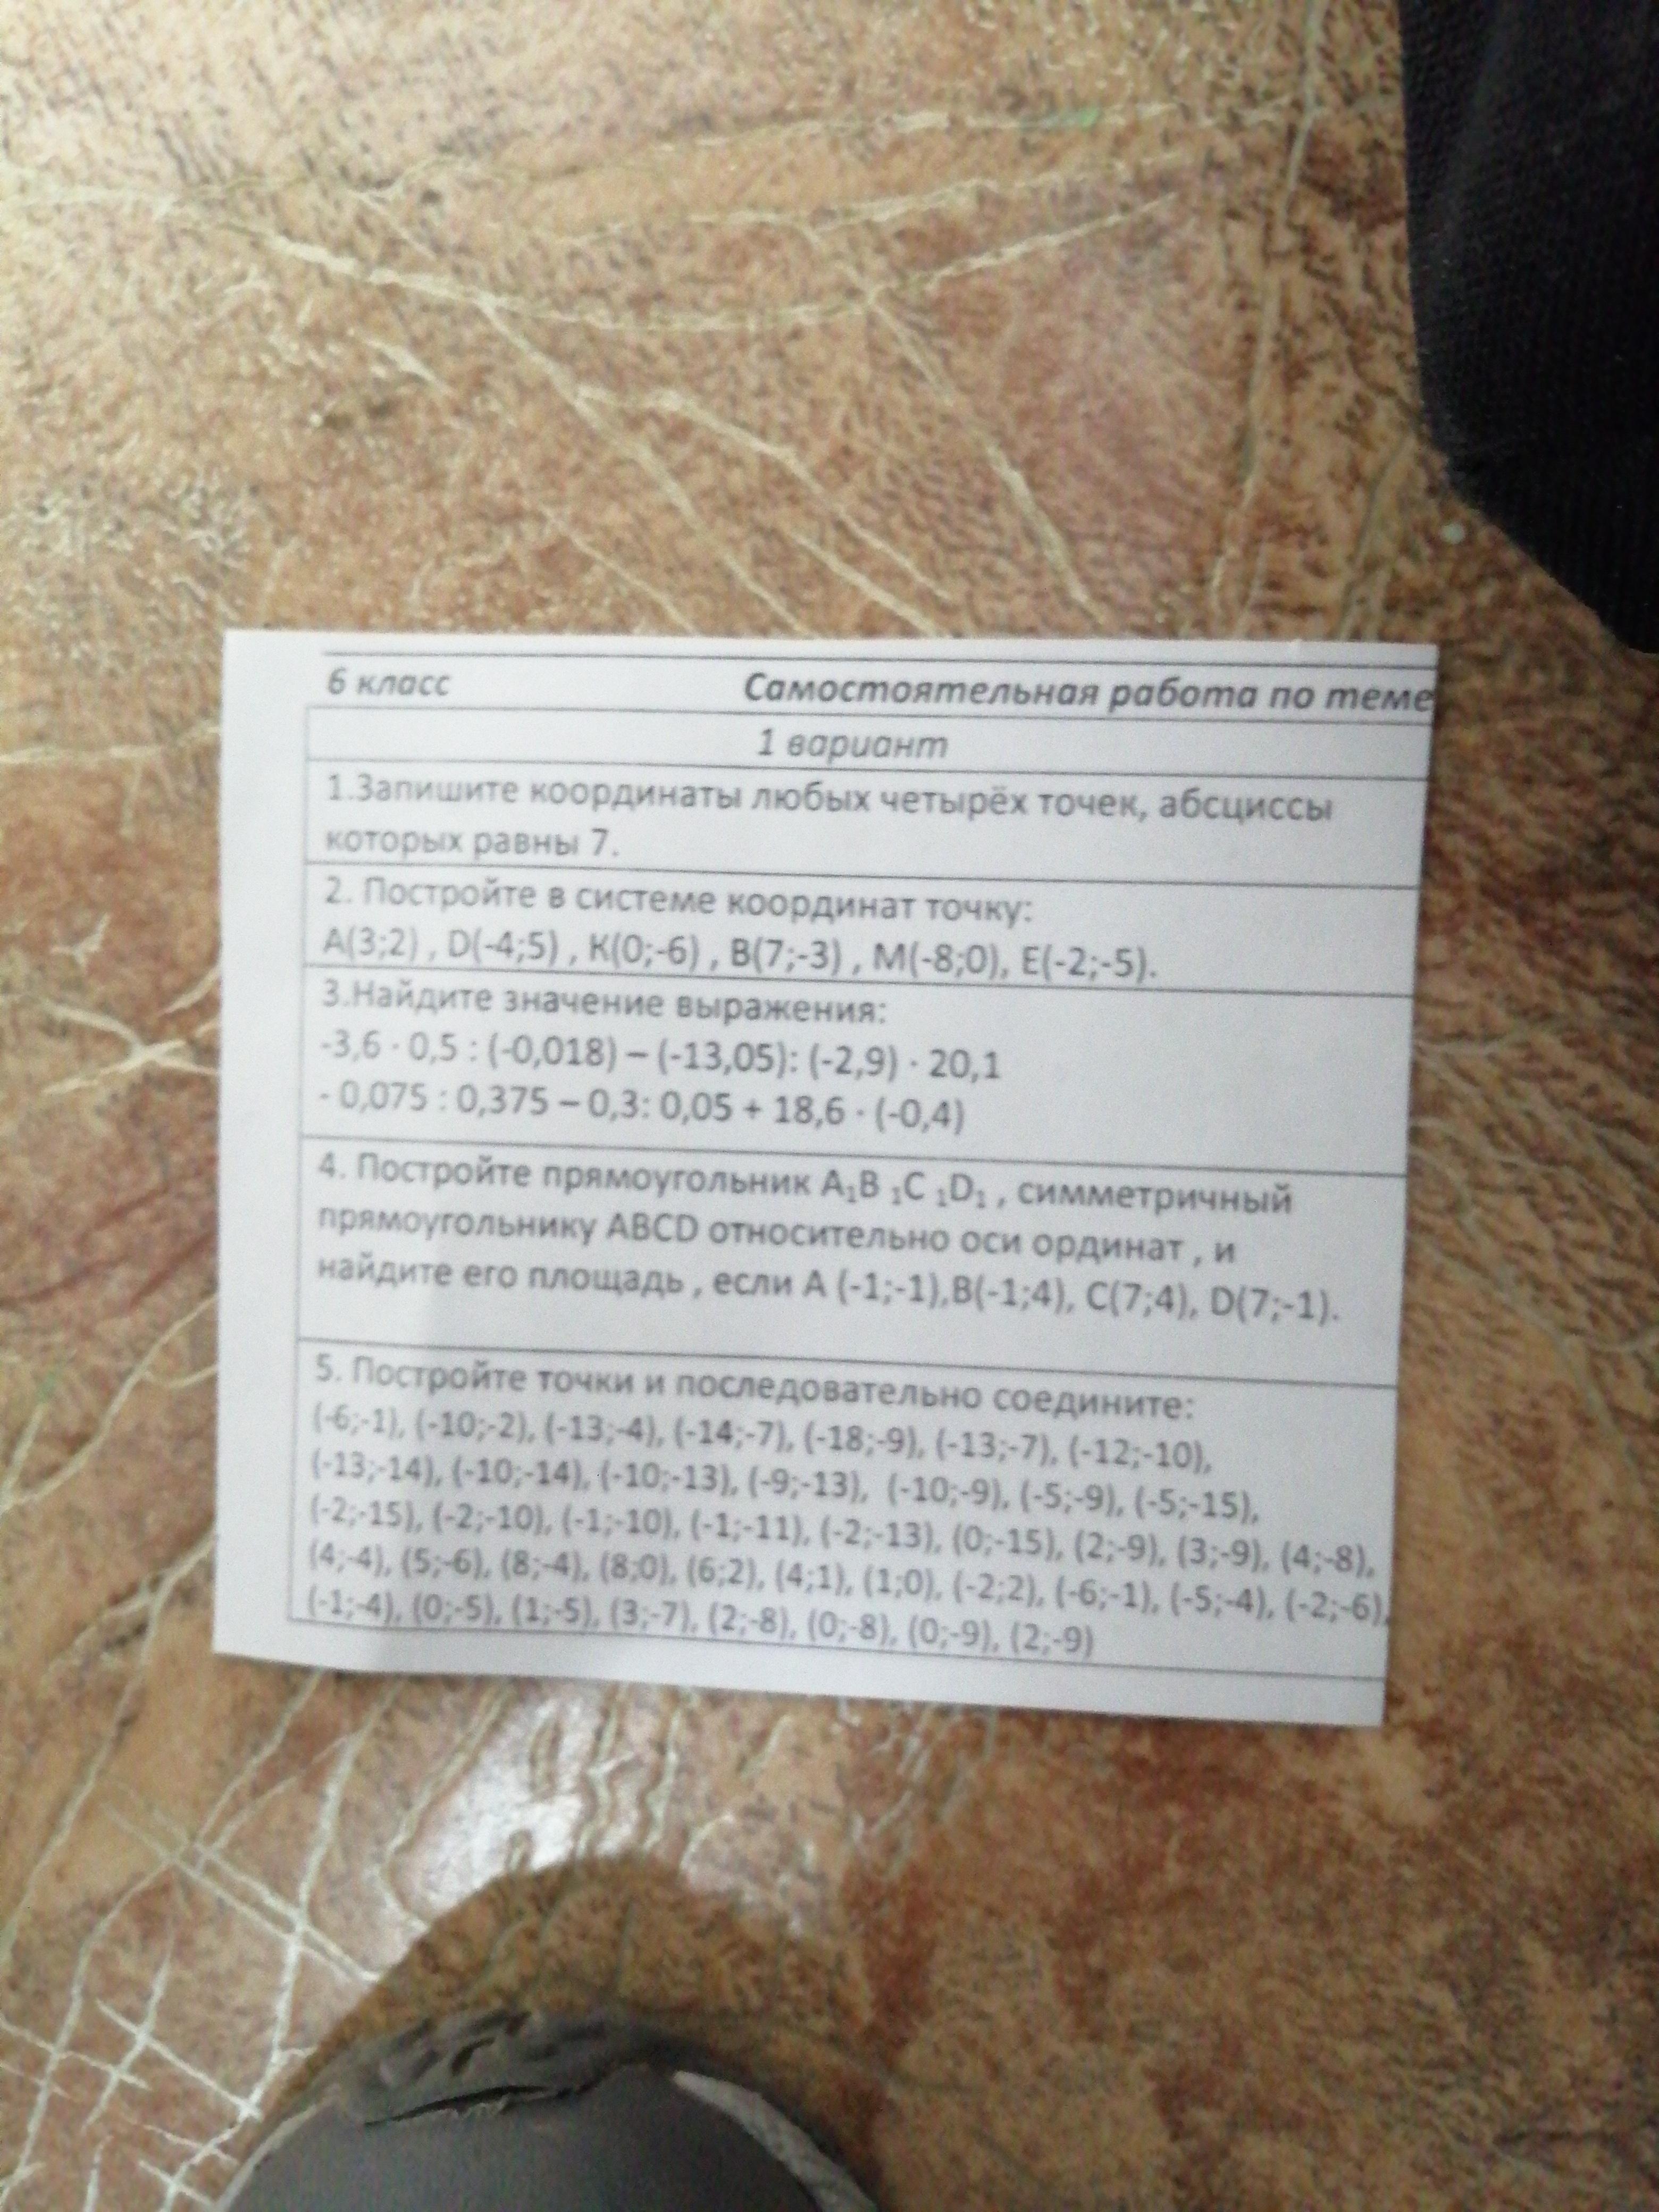 6 класс Самостоятельная работа по теме
1 вариант
1.Запишите координаты любых четырёх точек, абсциссы
которых равны 7.
2. Постройте в системе координат точку:
A(3;2) , D(-4;5) , K(0;-6) , B(7;-3) , M(-8;0), E(-2;-5).
3.Найдите значение выражения:
-3,6 · 0,5 : (-0,018) – (-13,05): (-2,9) · 20,1
- 0,075 : 0,375 – 0,3: 0,05 + 18,6 · (-0,4)
4. Постройте прямоугольник A₁B ₁C ₁D₁ , симметричный
прямоугольнику ABCD относительно оси ординат , и
найдите его площадь , если A (-1;-1),B(-1;4), C(7;4), D(7;-1).
5. Постройте точки и последовательно соедините:
(-6;-1), (-10;-2), (-13;-4), (-14;-7), (-18;-9), (-13;-7), (-12;-10),
(-13;-14), (-10;-14), (-10;-13), (-9;-13), (-10;-9), (-5;-9), (-5;-15),
(-2;-15), (-2;-10), (-1;-10), (-1;-11), (-2;-13), (0;-15), (2;-9), (3;-9), (4;-8),
(4;-4), (5;-6), (8;-4), (8;0), (6;2), (4;1), (1;0), (-2;2), (-6;-1), (-5;-4), (-2;-6),
(-1;-4), (0;-5), (1;-5), (3;-7), (2;-8), (0;-8), (0;-9), (2;-9)